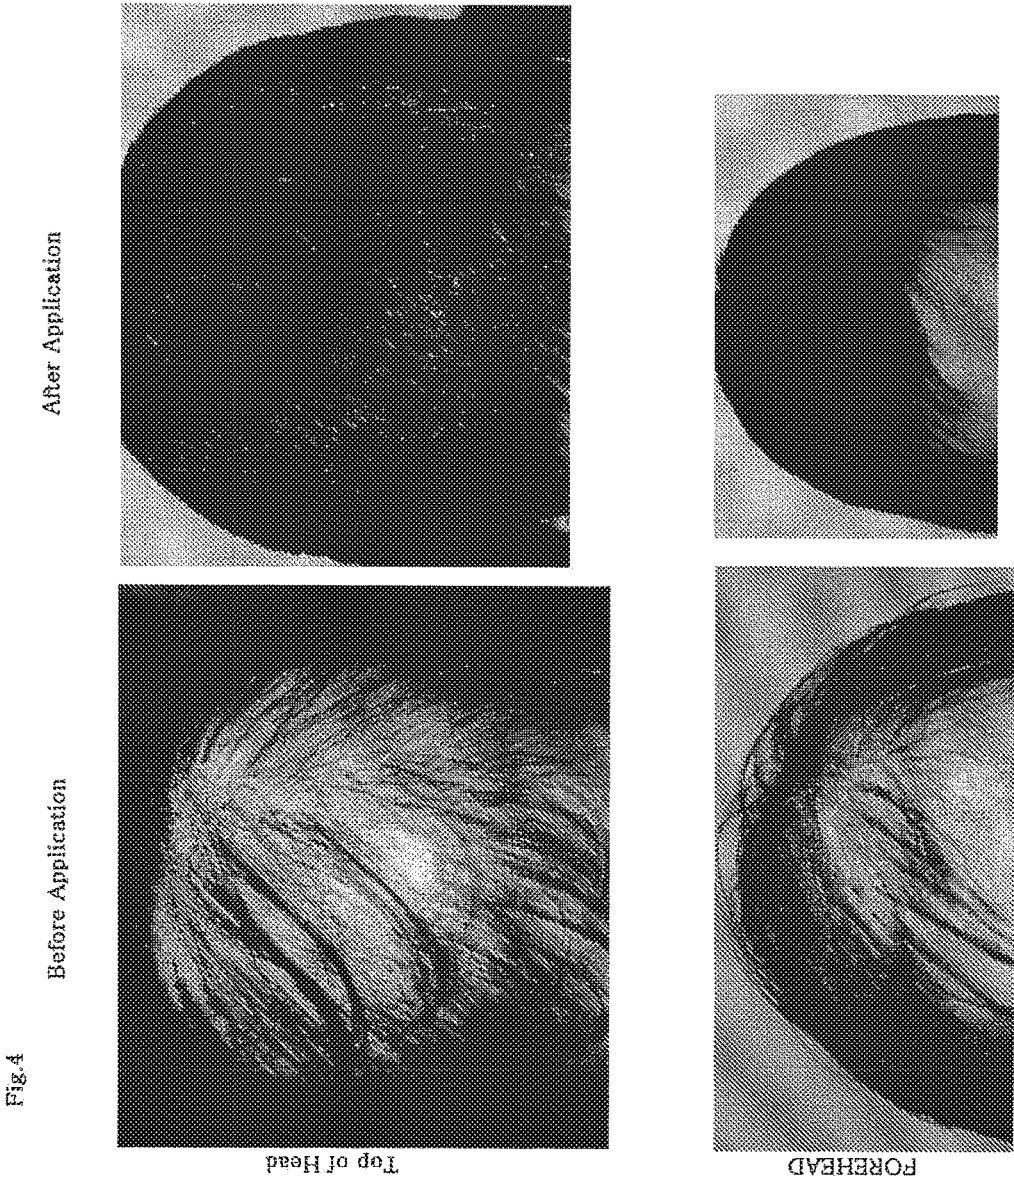 Fig.4
Before Application
After Application
Top of Head
FOREHEAD